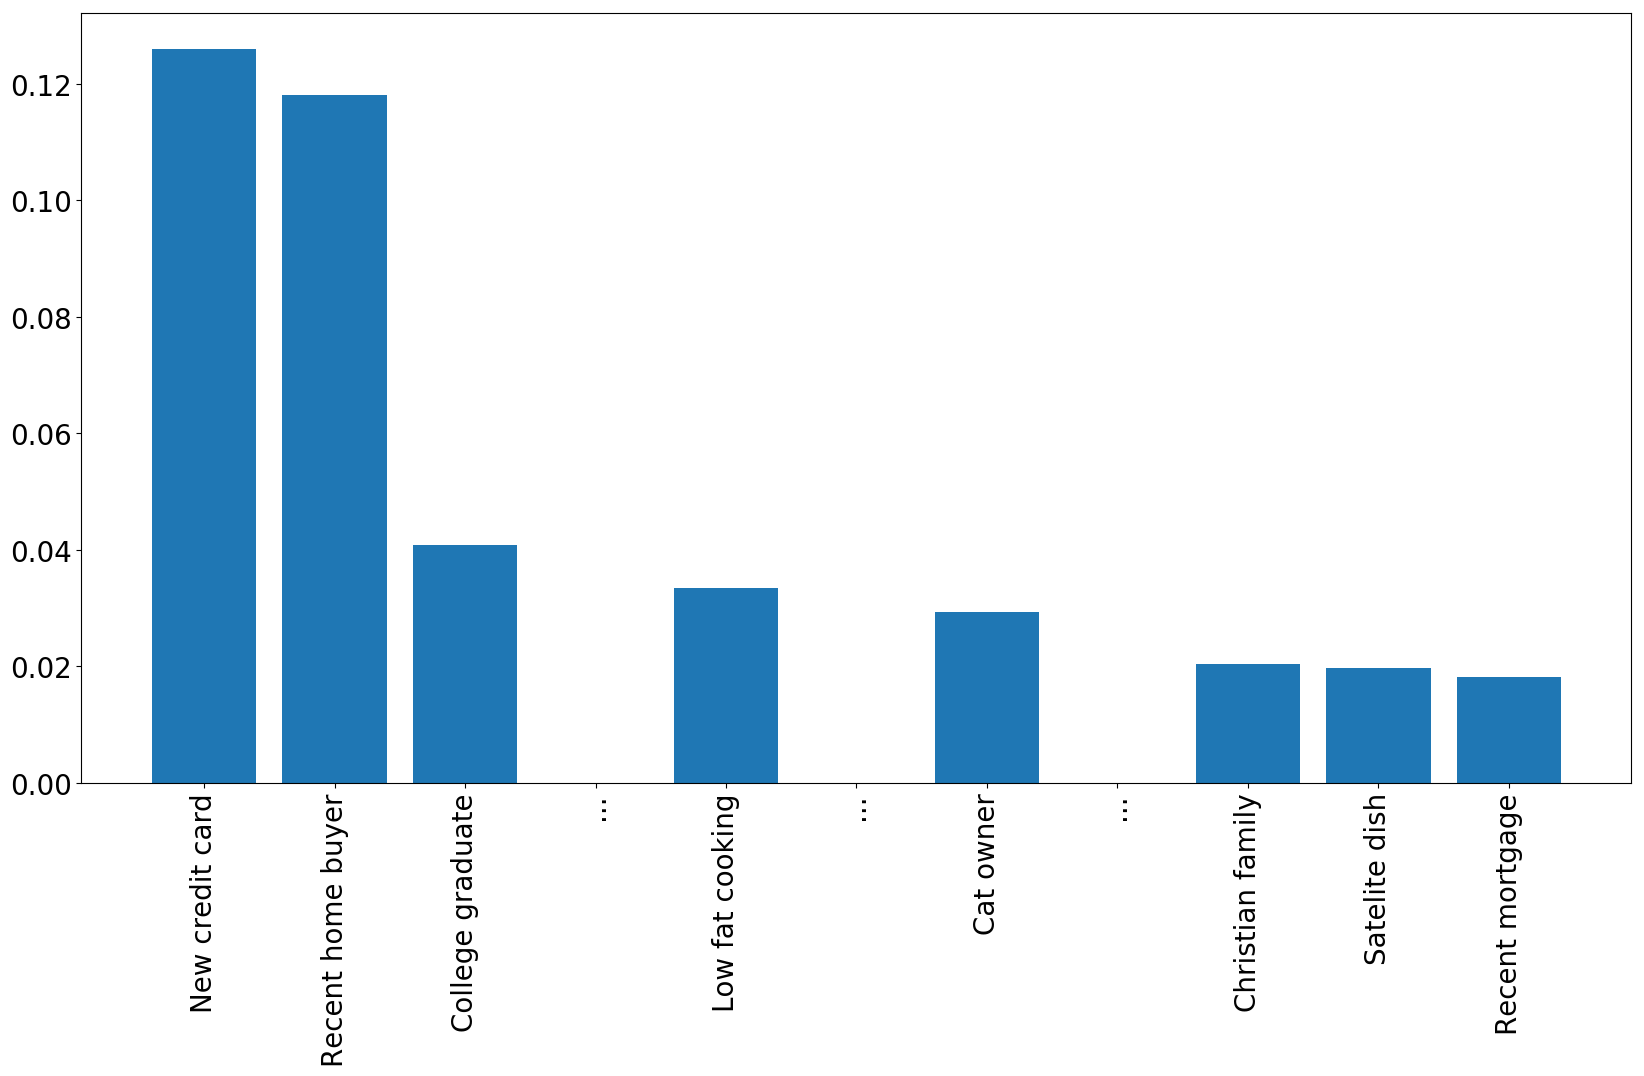 0.12
0.10
0.08
0.06
0.04
0.02
0.00
New credit card
Recent home buyer
College graduate
...
Low fat cooking
...
Cat owner
...
Christian family
Satelite dish
Recent mortgage